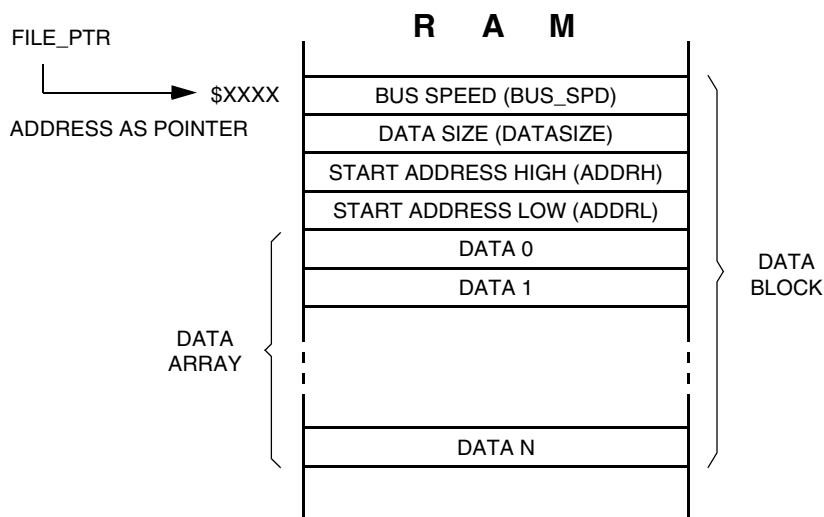 R A M
FILE_PTR
$XXXX
ADDRESS AS POINTER
BUS SPEED (BUS_SPD)
DATA SIZE (DATASIZE)
START ADDRESS HIGH (ADDRH)
START ADDRESS LOW (ADDRL)
DATA 0
DATA 1
DATA
ARRAY
DATA N
DATA
BLOCK